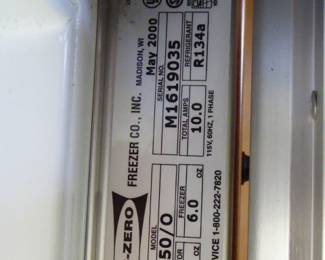 -ZERO
FREEZER CO., INC. MADISON, WI
May 2000
MODEL
50/O
SERIAL NO.
M1619035
FREEZER
6.0 OZ
TOTAL AMPS
10.0
REFRIGERANT
R134a
OZ
115V, 60HZ, 1 PHASE
VICE 1-800-222-7820